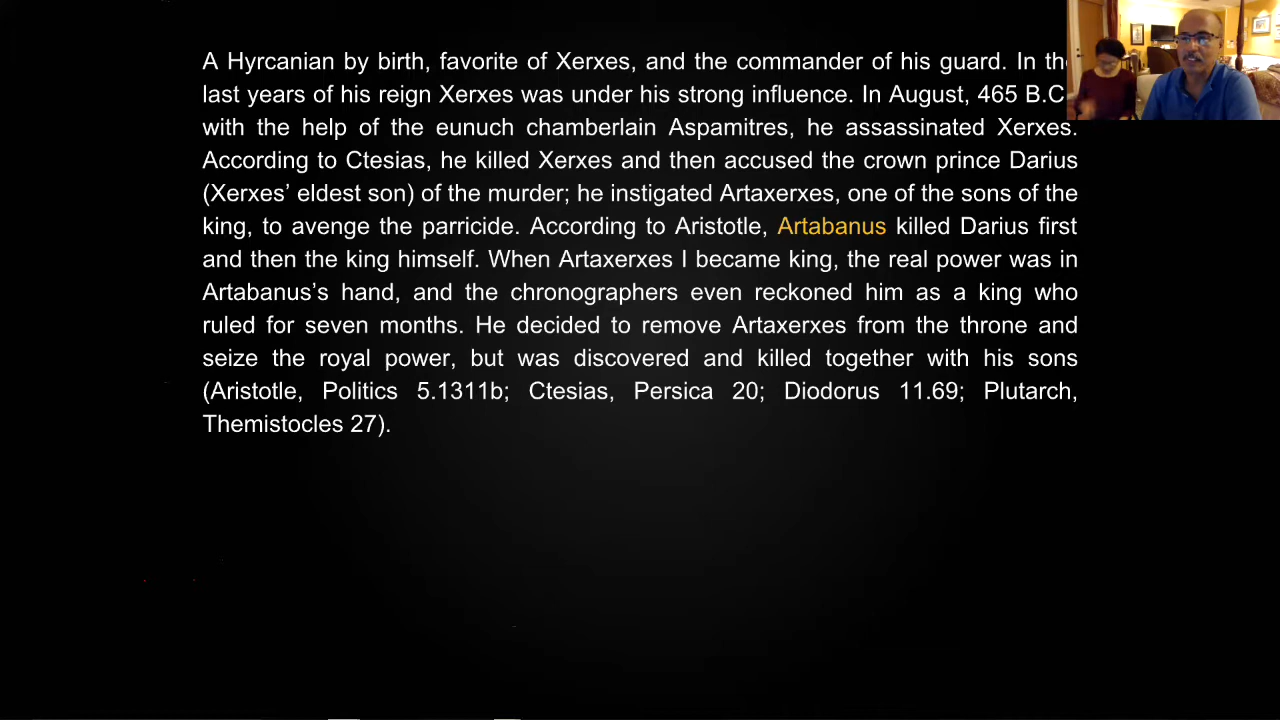 A Hyrcanian by birth, favorite of Xerxes, and the commander of his guard. In the
last years of his reign Xerxes was under his strong influence. In August, 465 B.C
with the help of the eunuch chamberlain Aspamitres, he assassinated Xerxes.
According to Ctesias, he killed Xerxes and then accused the crown prince Darius
(Xerxes’ eldest son) of the murder; he instigated Artaxerxes, one of the sons of the
king, to avenge the parricide. According to Aristotle, Artabanus killed Darius first
and then the king himself. When Artaxerxes I became king, the real power was in
Artabanus’s hand, and the chronographers even reckoned him as a king who
ruled for seven months. He decided to remove Artaxerxes from the throne and
seize the royal power, but was discovered and killed together with his sons
(Aristotle, Politics 5.1311b; Ctesias, Persica 20; Diodorus 11.69; Plutarch,
Themistocles 27).